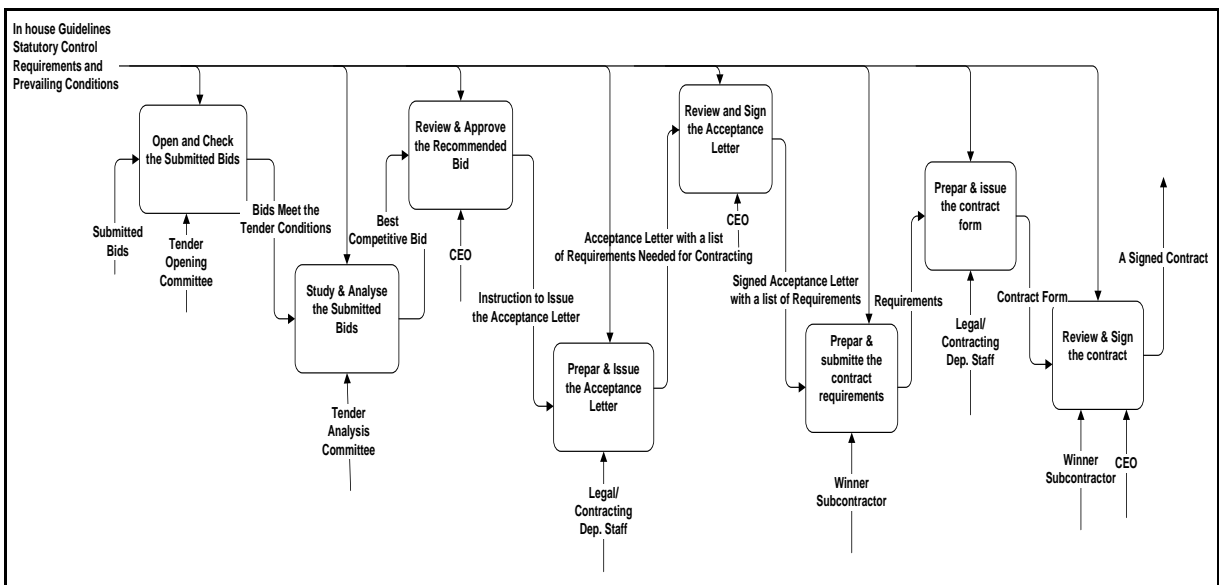 In house Guidelines
Statutory Control
Requirements and
Prevailing Conditions
Open and Check
the Submitted Bids
Submitted
Bids
Tender
Opening
Committee
Bids Meet the
Tender Conditions
Study & Analyse
the Submitted
Bids
Tender
Analysis
Committee
Best
Competitive Bid
Review & Approve
the Recommended
Bid
CEO
Instruction to Issue
the Acceptance Letter
Prepar & Issue
the Acceptance
Letter
Legal/
Contracting
Dep. Staff
Acceptance Letter with a list
of Requirements Needed for Contracting
Review and Sign
the Acceptance
Letter
CEO
Signed Acceptance Letter
with a list of Requirements
Prepar &
submitte the
contract
requirements
Winner
Subcontractor
Requirements
Prepar & issue
the contract
form
Legal/
Contracting
Dep. Staff
Contract Form
Review & Sign
the contract
Winner
Subcontractor
CEO
A Signed Contract